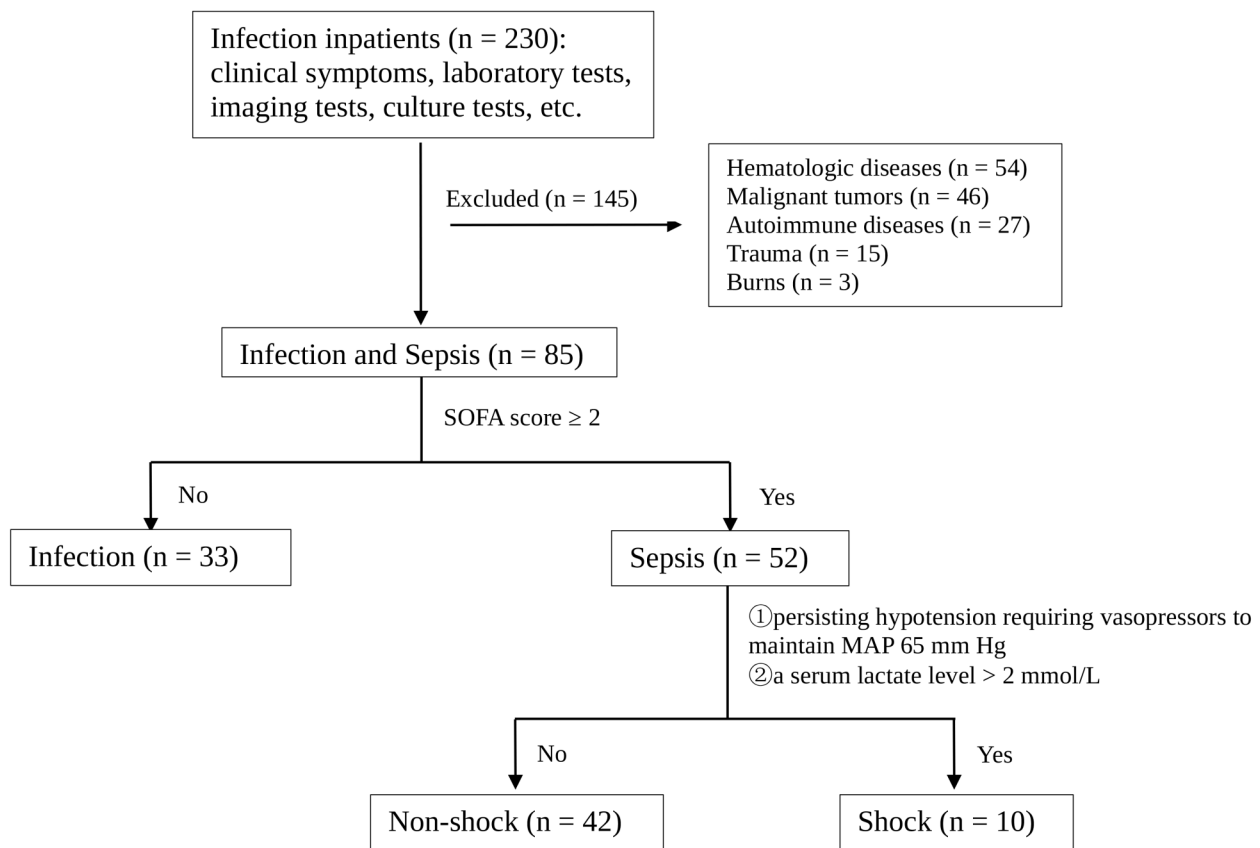 Infection inpatients (n = 230):
clinical symptoms, laboratory tests,
imaging tests, culture tests, etc.
Excluded (n = 145)
Hematologic diseases (n = 54)
Malignant tumors (n = 46)
Autoimmune diseases (n = 27)
Trauma (n = 15)
Burns (n = 3)
Infection and Sepsis (n = 85)
SOFA score ≥ 2
No
Yes
Infection (n = 33)
Sepsis (n = 52)
①persisting hypotension requiring vasopressors to
maintain MAP 65 mm Hg
②a serum lactate level > 2 mmol/L
No
Yes
Non-shock (n = 42)
Shock (n = 10)